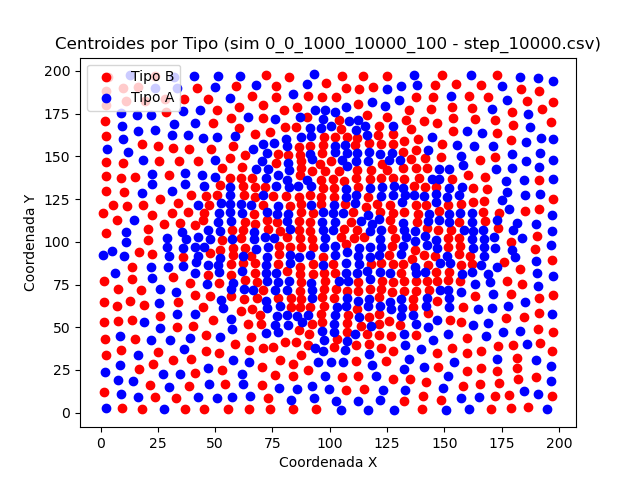 Centroides por Tipo (sim 0_0_1000_10000_100 - step_10000.csv)
Tipo B
Tipo A
Coordenada Y
200
175
150
125
100
75
50
25
0
0 25 50 75 100 125 150 175 200
Coordenada X